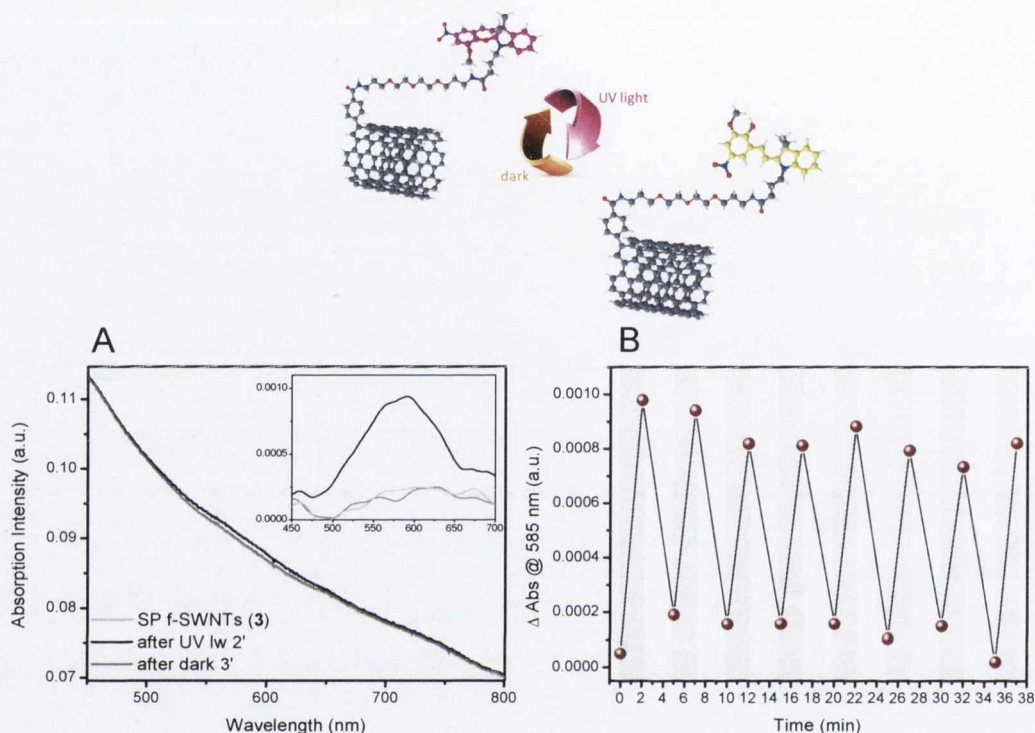 UV light
dark
A
B
Absorption Intensity (a.u.)
0.11
0.10
0.09
0.08
0.07
500
600
700
800
Wavelength (nm)
SP f-SWNTs (3)
after UV lw 2'
after dark 3'
0.0010
0.0005
0.0000
450
500
550
600
650
700
Δ Abs @ 585 nm (a.u.)
0.0010
0.0008
0.0006
0.0004
0.0002
0.0000
0 2 4 6 8 10 12 14 16 18 20 22 24 26 28 30 32 34 36 38
Time (min)